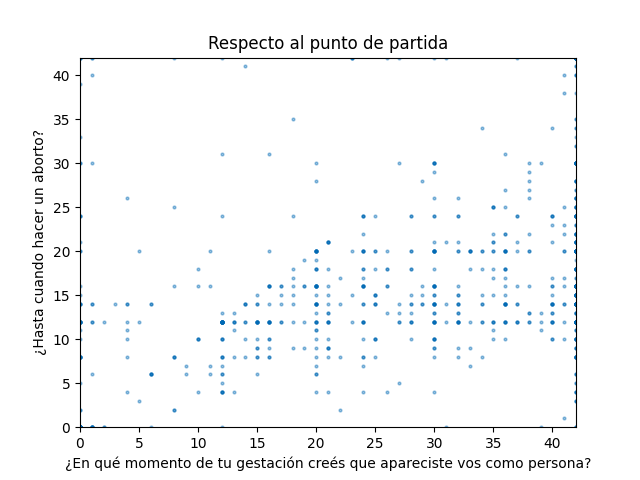 Respecto al punto de partida
40
35
30
25
20
15
10
5
0
¿Hasta cuando hacer un aborto?
0 5 10 15 20 25 30 35 40
¿En qué momento de tu gestación creés que apareciste vos como persona?